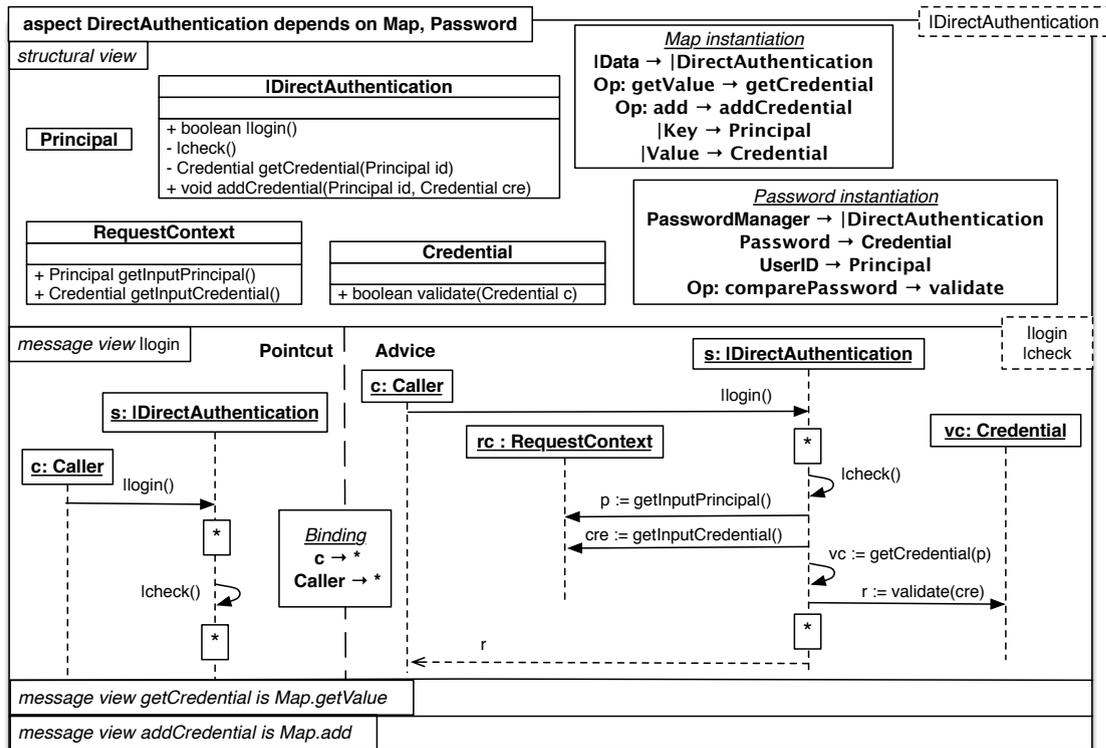 aspect DirectAuthentication depends on Map, Password
|DirectAuthentication
structural view
Map instantiation
|Data → |DirectAuthentication
Op: getValue → getCredential
Op: add → addCredential
|Key → Principal
|Value → Credential
|DirectAuthentication
+ boolean |login()
- |check()
- Credential getCredential(Principal id)
+ void addCredential(Principal id, Credential cre)
Principal
Password instantiation
PasswordManager → |DirectAuthentication
Password → Credential
UserID → Principal
Op: comparePassword → validate
RequestContext
+ Principal getInputPrincipal()
+ Credential getInputCredential()
Credential
+ boolean validate(Credential c)
message view |login
Pointcut
Advice
|login
|check
s: |DirectAuthentication
c: Caller
|login()
*
|check()
*
Binding
c → *
Caller → *
c: Caller
s: |DirectAuthentication
|login()
rc : RequestContext
*
vc: Credential
|check()
p := getInputPrincipal()
cre := getInputCredential()
vc := getCredential(p)
r := validate(cre)
*
r
message view getCredential is Map.getValue
message view addCredential is Map.add